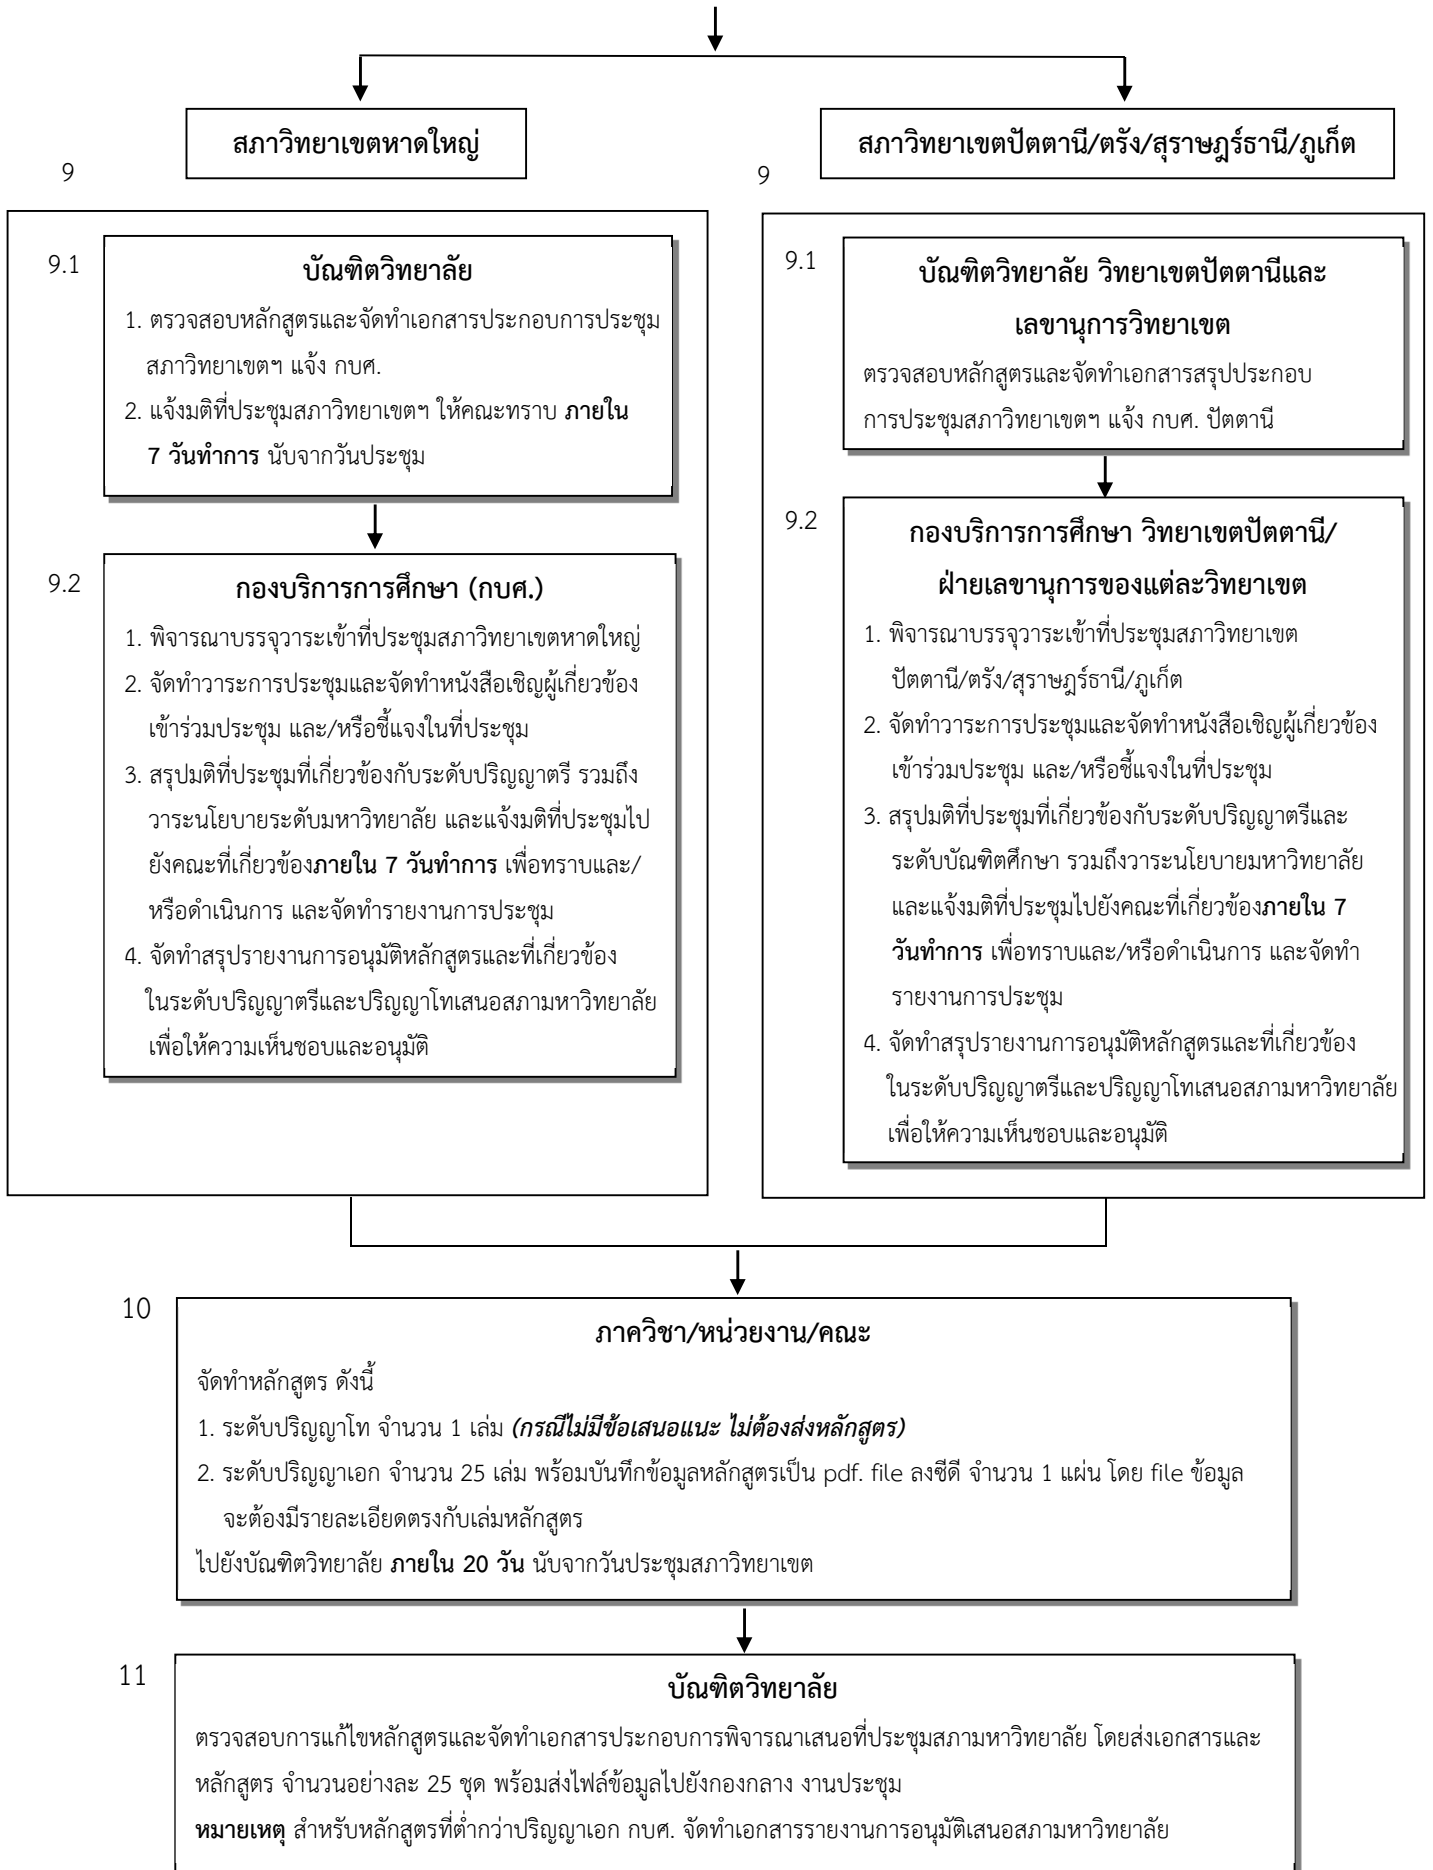 สภาวิทยาเขตหาดใหญ่
9
9.1
บัณฑิตวิทยาลัย
1. ตรวจสอบหลักสูตรและจัดทำเอกสารประกอบการประชุม
สภาวิทยาเขตฯ แจ้ง กบศ.
2. แจ้งมติที่ประชุมสภาวิทยาเขตฯ ให้คณะทราบ ภายใน
7 วันทำการ นับจากวันประชุม
9.2
กองบริการการศึกษา (กบศ.)
1. พิจารณาบรรจุวาระเข้าที่ประชุมสภาวิทยาเขตหาดใหญ่
2. จัดทำวาระการประชุมและจัดทำหนังสือเชิญผู้เกี่ยวข้อง
เข้าร่วมประชุม และ/หรือชี้แจงในที่ประชุม
3. สรุปมติที่ประชุมที่เกี่ยวข้องกับระดับปริญญาตรี รวมถึง
วาระนโยบายระดับมหาวิทยาลัย และแจ้งมติที่ประชุมไป
ยังคณะที่เกี่ยวข้องภายใน 7 วันทำการ เพื่อทราบและ/
หรือดำเนินการ และจัดทำรายงานการประชุม
4. จัดทำสรุปรายงานการอนุมัติหลักสูตรและที่เกี่ยวข้อง
ในระดับปริญญาตรีและปริญญาโทเสนอสภามหาวิทยาลัย
เพื่อให้ความเห็นชอบและอนุมัติ
สภาวิทยาเขตปัตตานี/ตรัง/สุราษฎร์ธานี/ภูเก็ต
9
9.1
บัณฑิตวิทยาลัย วิทยาเขตปัตตานีและ
เลขานุการวิทยาเขต
ตรวจสอบหลักสูตรและจัดทำเอกสารสรุปประกอบ
การประชุมสภาวิทยาเขตฯ แจ้ง กบศ. ปัตตานี
9.2
กองบริการการศึกษา วิทยาเขตปัตตานี/
ฝ่ายเลขานุการของแต่ละวิทยาเขต
1. พิจารณาบรรจุวาระเข้าที่ประชุมสภาวิทยาเขต
ปัตตานี/ตรัง/สุราษฎร์ธานี/ภูเก็ต
2. จัดทำวาระการประชุมและจัดทำหนังสือเชิญผู้เกี่ยวข้อง
เข้าร่วมประชุม และ/หรือชี้แจงในที่ประชุม
3. สรุปมติที่ประชุมที่เกี่ยวข้องกับระดับปริญญาตรีและ
ระดับบัณฑิตศึกษา รวมถึงวาระนโยบายมหาวิทยาลัย
และแจ้งมติที่ประชุมไปยังคณะที่เกี่ยวข้องภายใน 7
วันทำการ เพื่อทราบและ/หรือดำเนินการ และจัดทำ
รายงานการประชุม
4. จัดทำสรุปรายงานการอนุมัติหลักสูตรและที่เกี่ยวข้อง
ในระดับปริญญาตรีและปริญญาโทเสนอสภามหาวิทยาลัย
เพื่อให้ความเห็นชอบและอนุมัติ
10
ภาควิชา/หน่วยงาน/คณะ
จัดทำหลักสูตร ดังนี้
1. ระดับปริญญาโท จำนวน 1 เล่ม (กรณีไม่มีข้อเสนอแนะ ไม่ต้องส่งหลักสูตร)
2. ระดับปริญญาเอก จำนวน 25 เล่ม พร้อมบันทึกข้อมูลหลักสูตรเป็น pdf. file ลงซีดี จำนวน 1 แผ่น โดย file ข้อมูล
จะต้องมีรายละเอียดตรงกับเล่มหลักสูตร
ไปยังบัณฑิตวิทยาลัย ภายใน 20 วัน นับจากวันประชุมสภาวิทยาเขต
11
บัณฑิตวิทยาลัย
ตรวจสอบการแก้ไขหลักสูตรและจัดทำเอกสารประกอบการพิจารณาเสนอที่ประชุมสภามหาวิทยาลัย โดยส่งเอกสารและ
หลักสูตร จำนวนอย่างละ 25 ชุด พร้อมส่งไฟล์ข้อมูลไปยังกองกลาง งานประชุม
หมายเหตุ สำหรับหลักสูตรที่ต่ำกว่าปริญญาเอก กบศ. จัดทำเอกสารรายงานการอนุมัติเสนอสภามหาวิทยาลัย